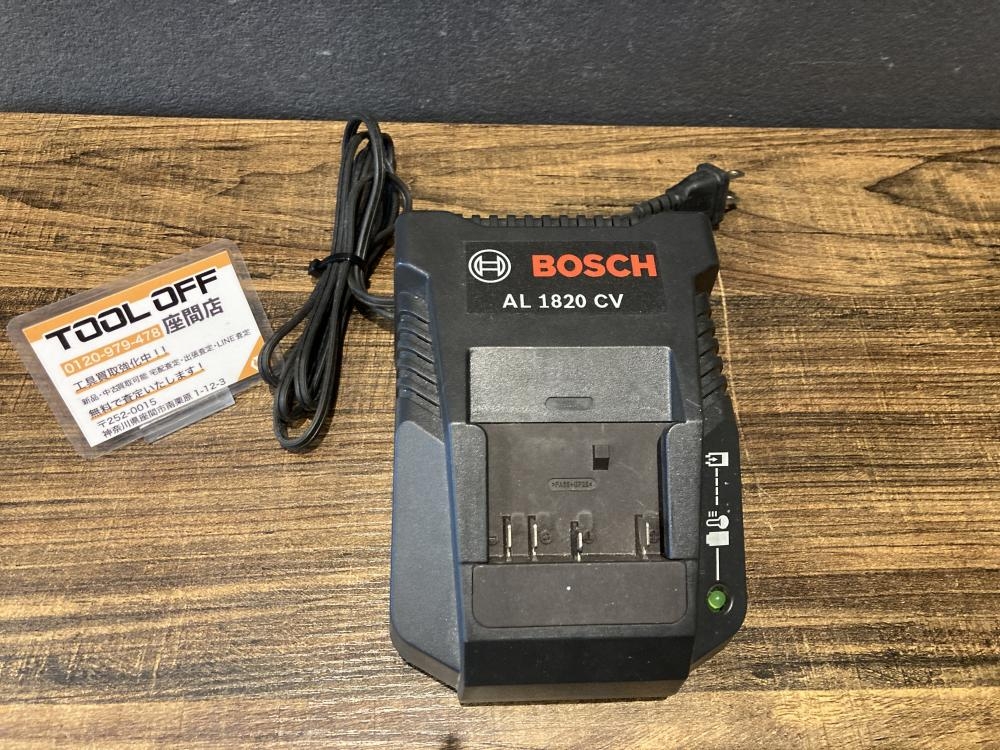 TOOL OFF
0120-979-478 座間店
工具買取強化中!!
新品・中古買取可能 宅配査定・出張査定・LINE査定
無料で査定いたします!
〒252-0015
神奈川県座間市南栗原1-12-3
BOSCH
AL 1820 CV